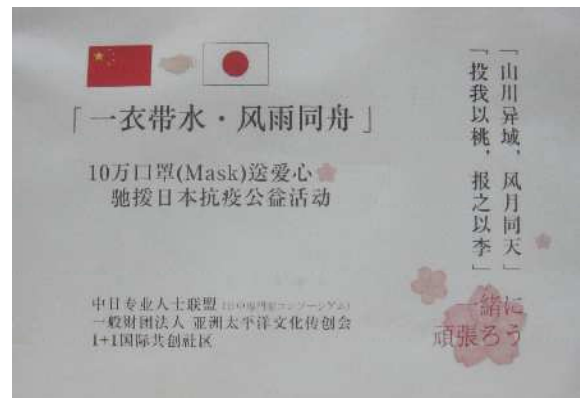 「一衣带水・风雨同舟」
10万口罩(Mask)送爱心
驰援日本抗疫公益活动
中日专业人士联盟
一般財团法人 亚洲太平洋文化传创会
1+1国际共创社区
「山川异域，风月同天」
「投我以桃，报之以李」
一緒に
頑張ろう